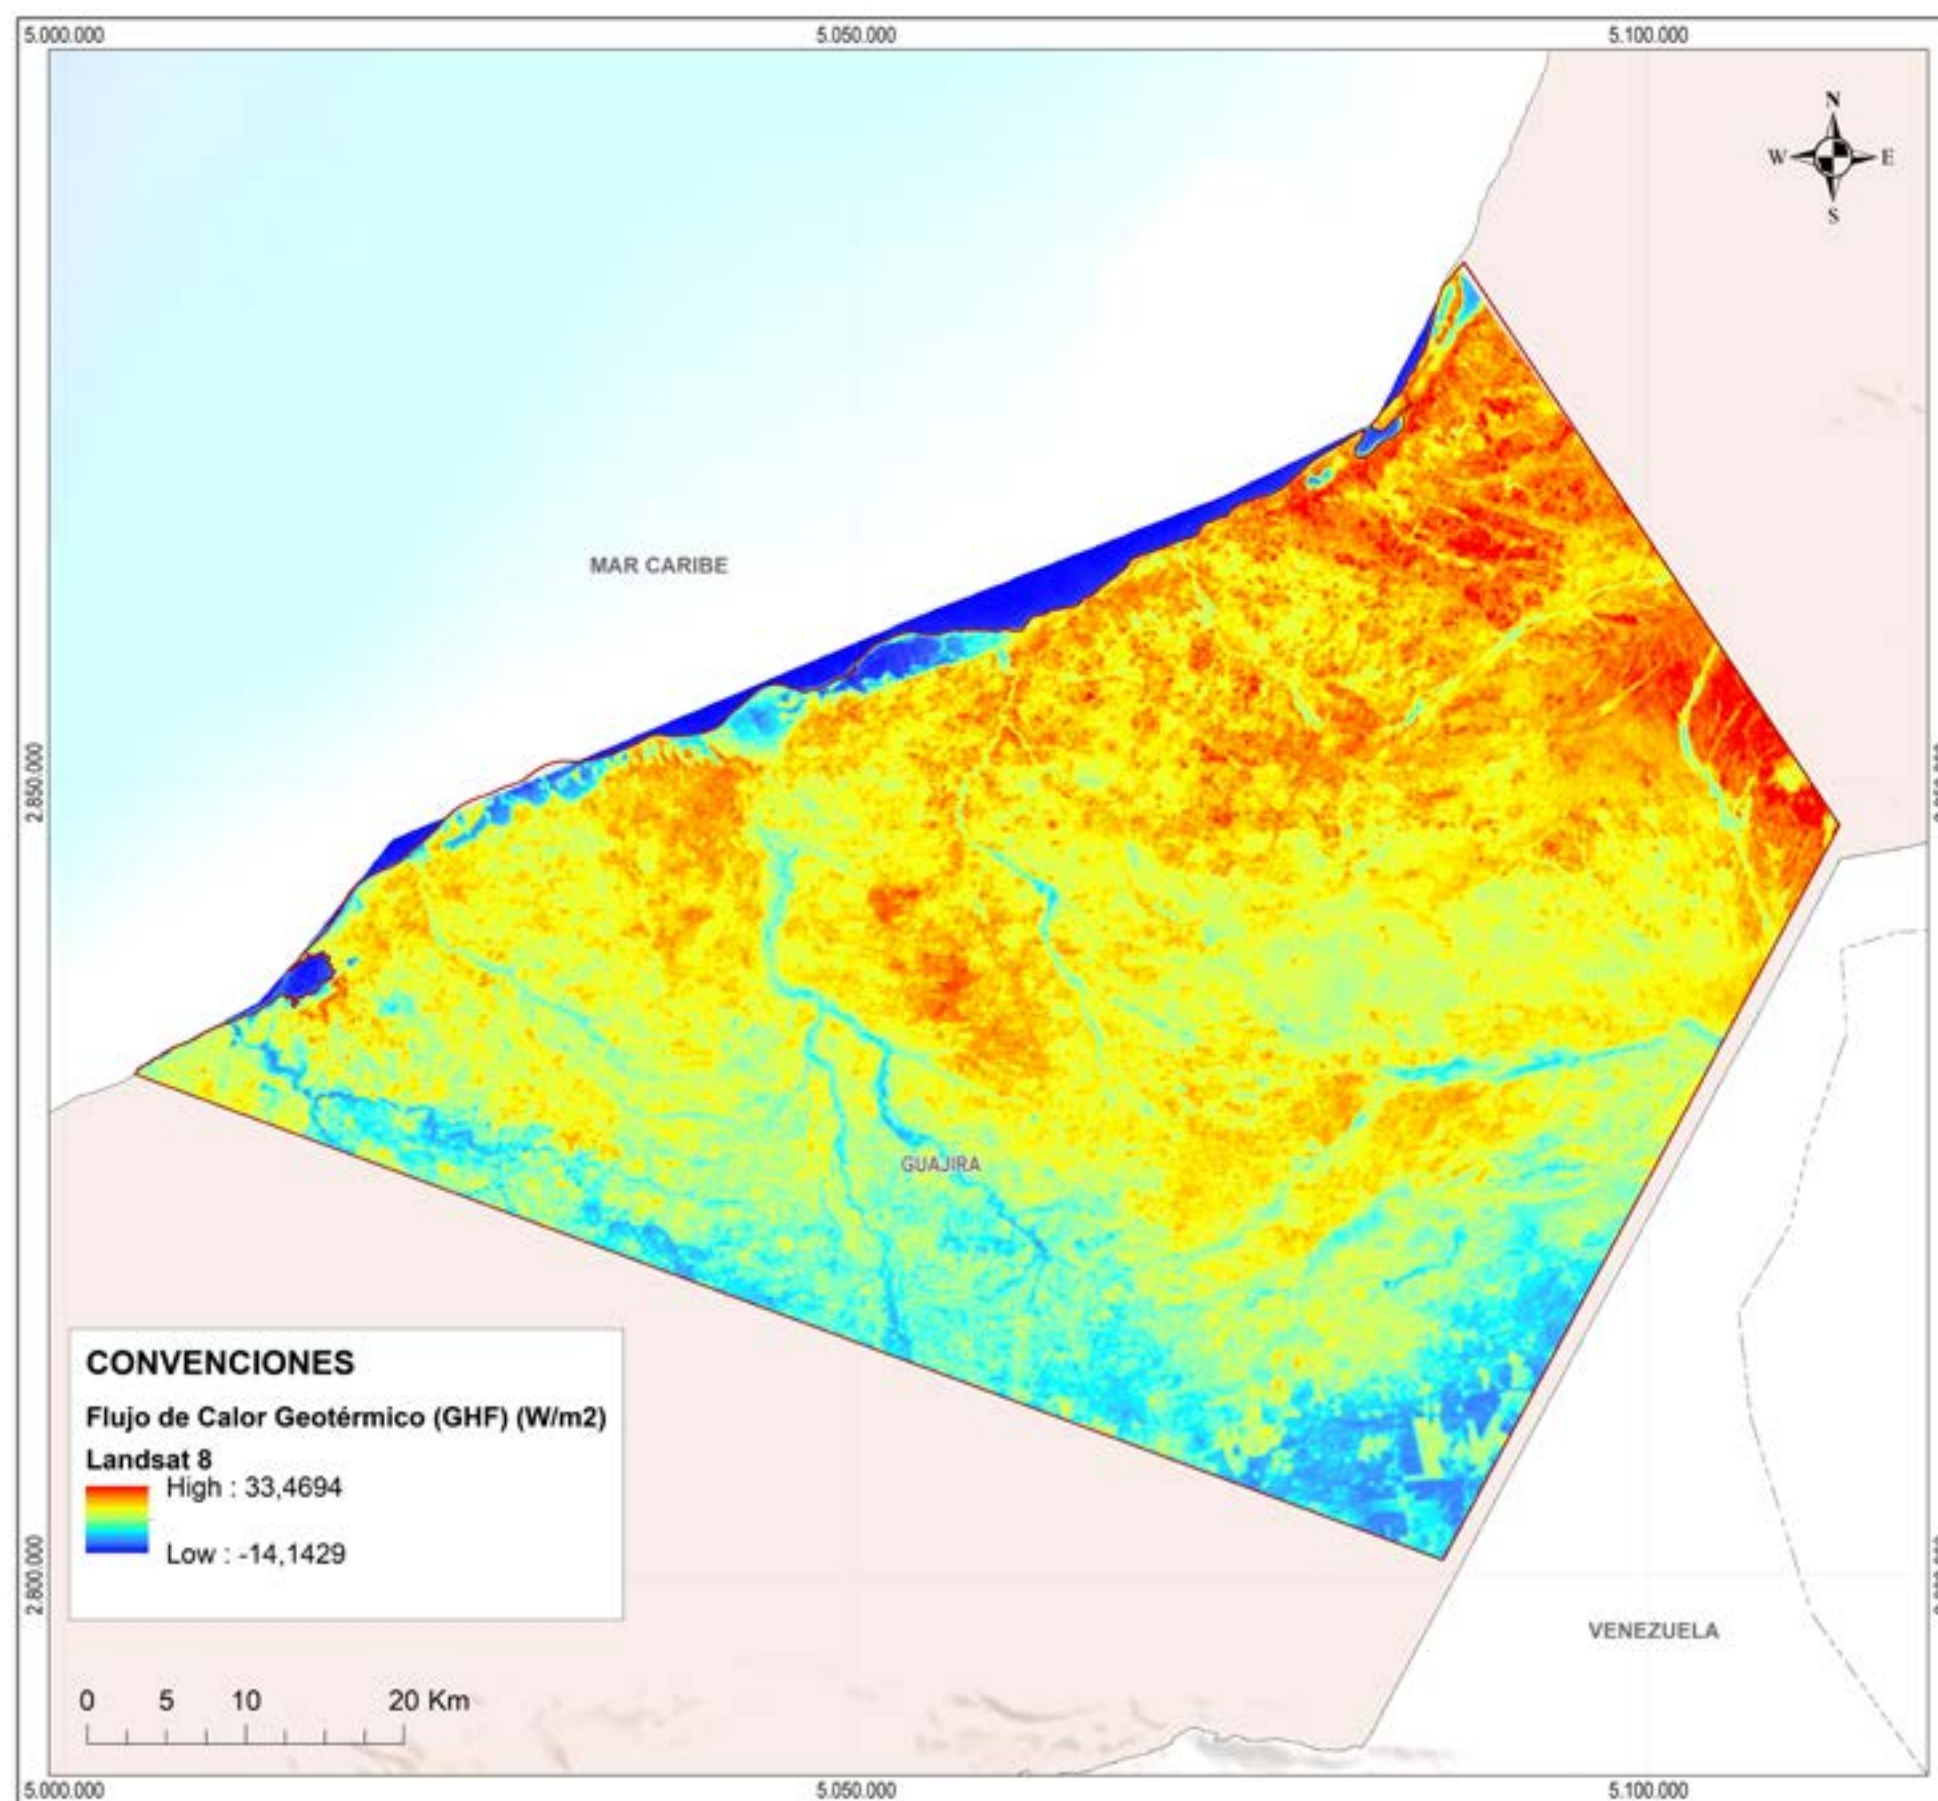 5.000.000 5.050.000 5.100.000
N
W E
S
MAR CARIBE
2.850.000
GUAJIRA
CONVENCIONES
Flujo de Calor Geotérmico (GHF) (W/m2)
Landsat 8
High : 33,4694
Low : -14,1429
2.800.000
VENEZUELA
0 5 10 20 Km
5.000.000 5.050.000 5.100.000